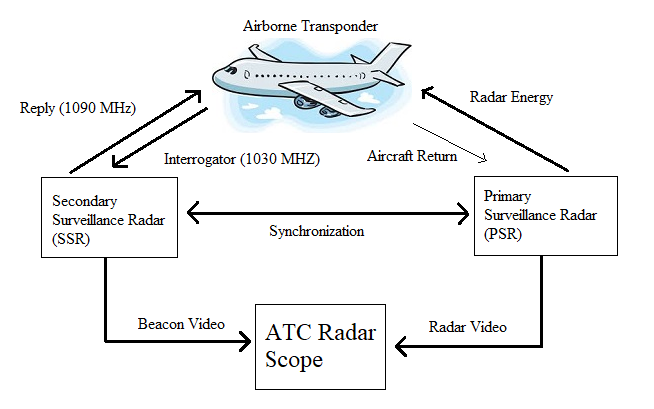 Airborne Transponder
Reply (1090 MHz)
Radar Energy
Interrogator (1030 MHZ)
Aircraft Return
Secondary
Surveillance Radar
(SSR)
Primary
Surveillance Radar
(PSR)
Synchronization
Beacon Video
Radar Video
ATC Radar
Scope